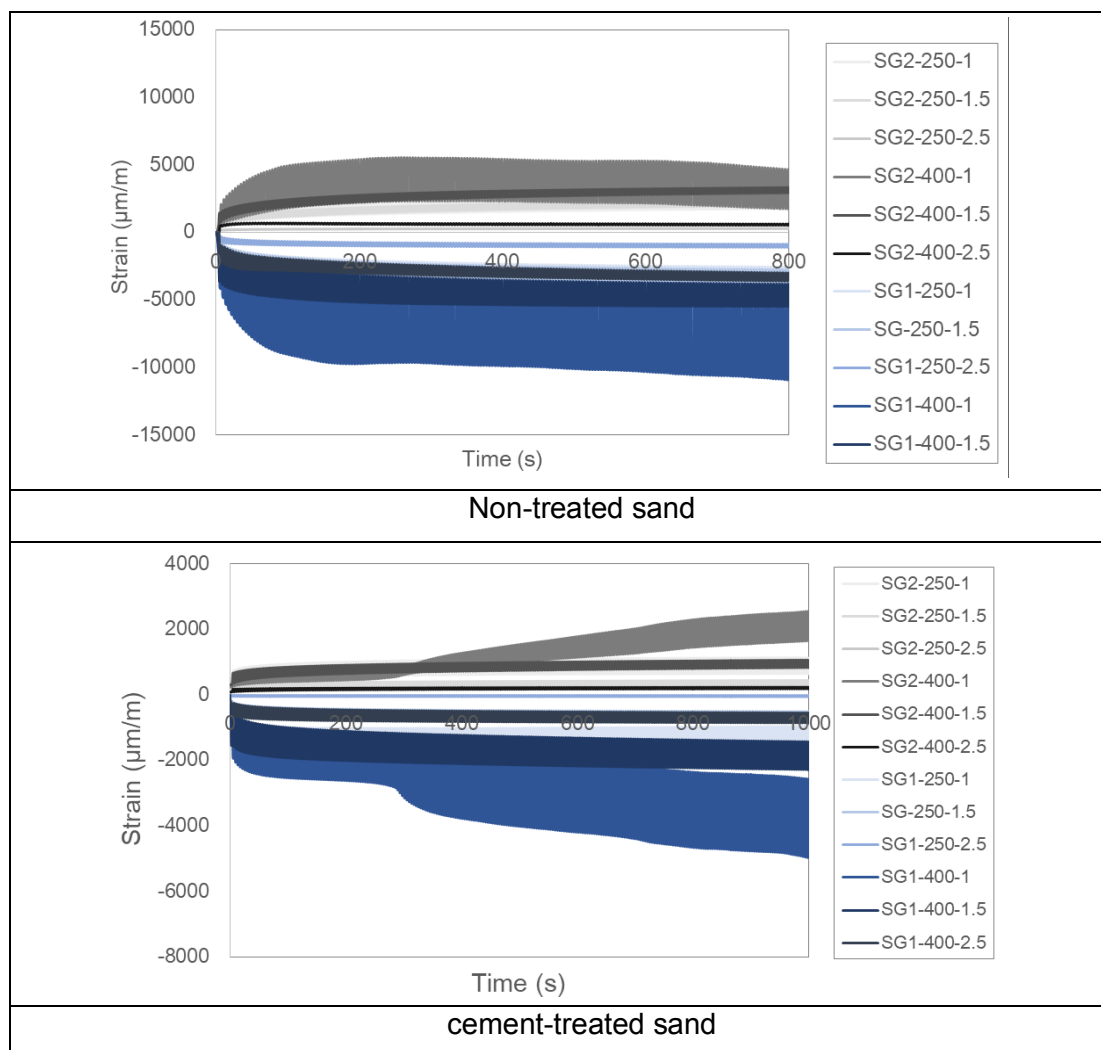 15000
10000
5000
0
-5000
-10000
-15000
Strain (µm/m)
0
200
400
600
800
Time (s)
SG2-250-1
SG2-250-1.5
SG2-250-2.5
SG2-400-1
SG2-400-1.5
SG2-400-2.5
SG1-250-1
SG-250-1.5
SG1-250-2.5
SG1-400-1
SG1-400-1.5
Non-treated sand
4000
2000
0
-2000
-4000
-6000
-8000
Strain (µm/m)
0
200
400
600
800
1000
Time (s)
SG2-250-1
SG2-250-1.5
SG2-250-2.5
SG2-400-1
SG2-400-1.5
SG2-400-2.5
SG1-250-1
SG-250-1.5
SG1-250-2.5
SG1-400-1
SG1-400-1.5
SG1-400-2.5
cement-treated sand